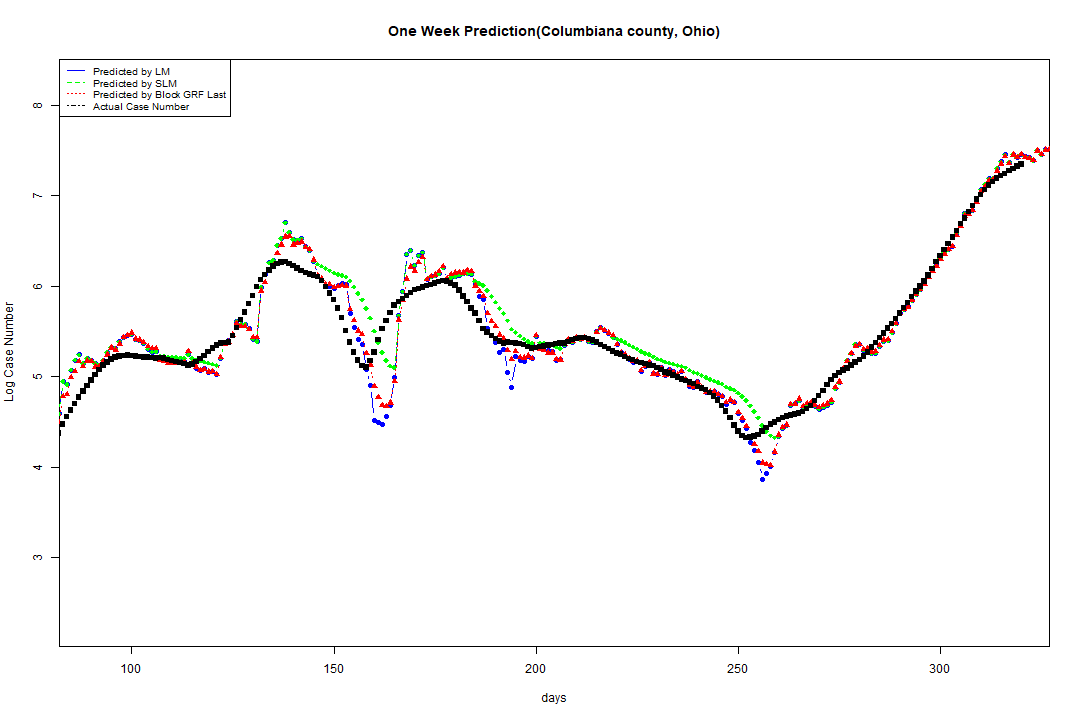 One Week Prediction(Columbiana county, Ohio)
Predicted by LM
Predicted by SLM
Predicted by Block GRF Last
Actual Case Number
8
7
6
5
4
3
Log Case Number
100 150 200 250 300
days